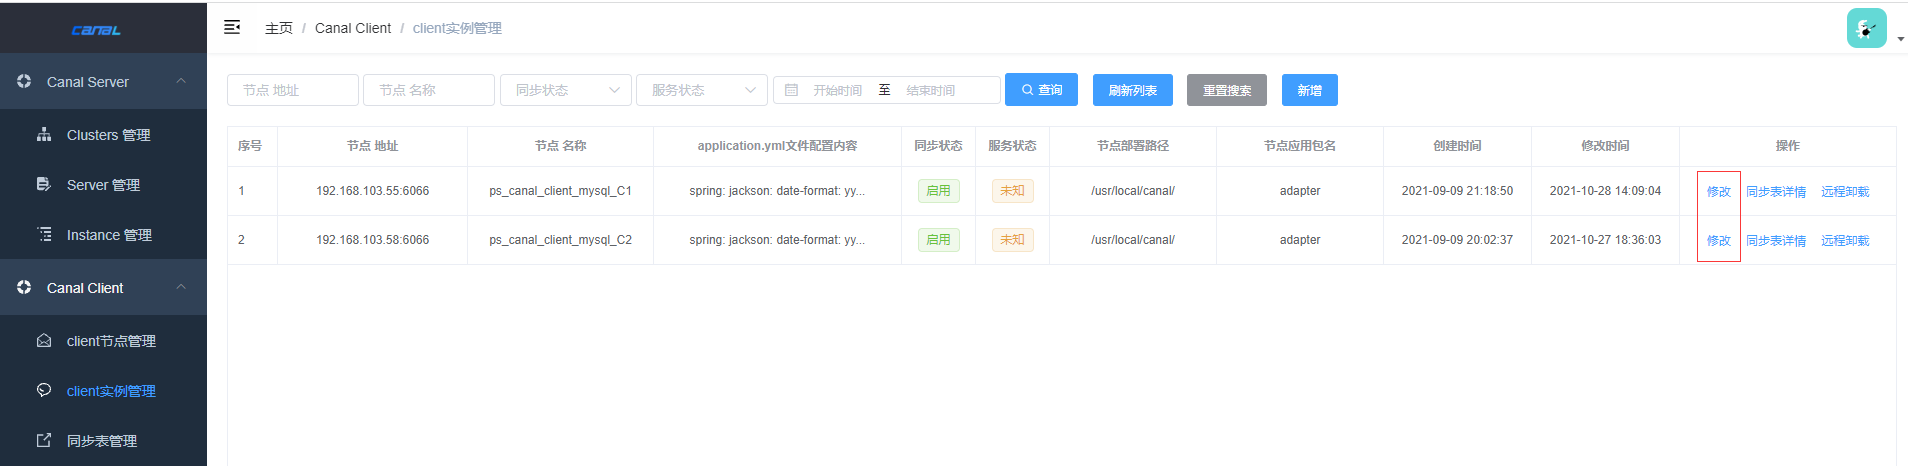 canal
主页 / Canal Client / client实例管理
Canal Server
Clusters 管理
Server 管理
Instance 管理
Canal Client
client节点管理
client实例管理
同步表管理
节点 地址 节点 名称 同步状态 服务状态 开始时间 至 结束时间 查询 刷新列表 重置搜索 新增
序号 节点 地址 节点 名称 application.yml文件配置内容 同步状态 服务状态 节点部署路径 节点应用包名 创建时间 修改时间 操作
1 192.168.103.55:6066 ps_canal_client_mysql_C1 spring: jackson: date-format: yy... 启用 未知 /usr/local/canal/ adapter 2021-09-09 21:18:50 2021-10-28 14:09:04 修改 同步表详情 远程卸载
2 192.168.103.58:6066 ps_canal_client_mysql_C2 spring: jackson: date-format: yy... 启用 未知 /usr/local/canal/ adapter 2021-09-09 20:02:37 2021-10-27 18:36:03 修改 同步表详情 远程卸载